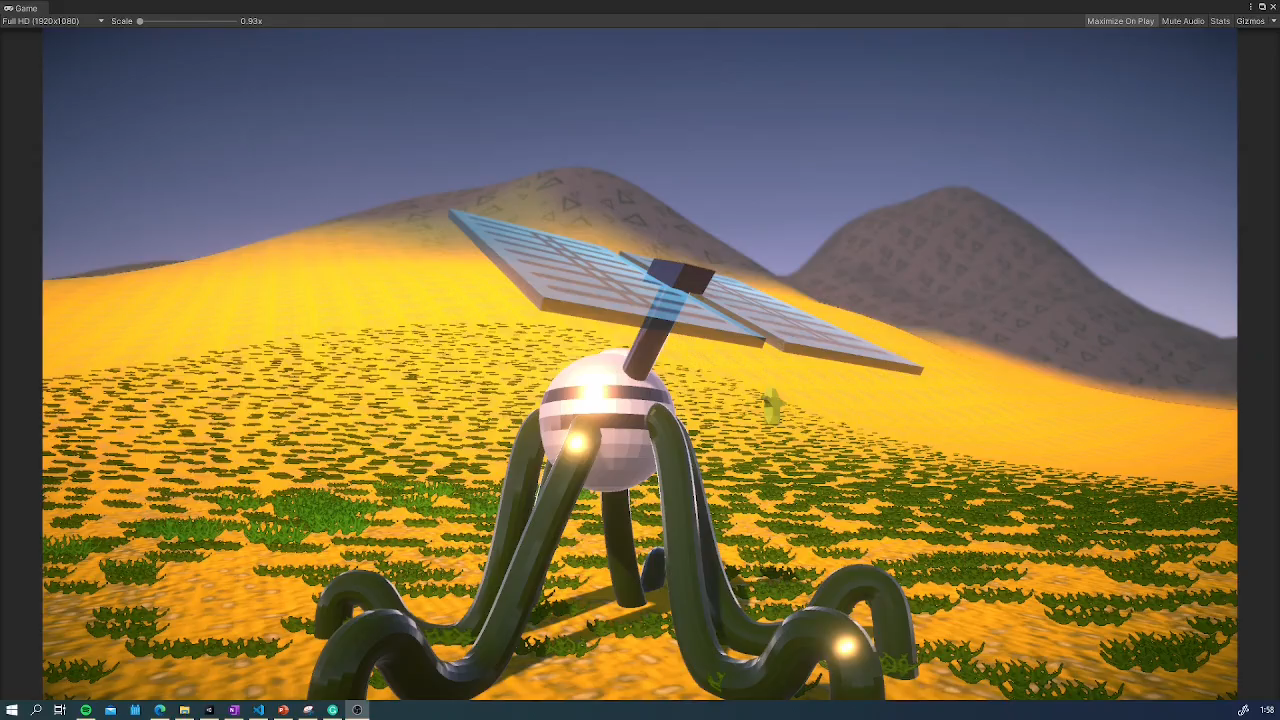 Game
Full HD (1920x1080) Scale 0.93x Maximize On Play Mute Audio Stats Gizmos
1:58